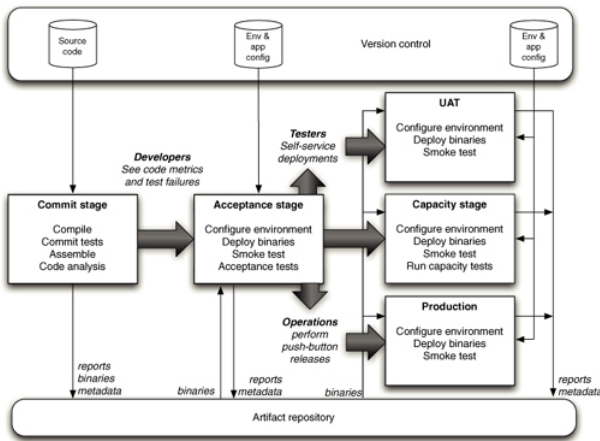 Source
code
Env &
app
config
Version control
Env &
app
config
Developers
See code metrics
and test failures
Testers
Self-service
deployments
UAT
Configure environment
Deploy binaries
Smoke test
Commit stage
Compile
Commit tests
Assemble
Code analysis
Acceptance stage
Configure environment
Deploy binaries
Smoke test
Acceptance tests
Capacity stage
Configure environment
Deploy binaries
Smoke test
Run capacity tests
Operations
perform
push-button
releases
Production
Configure environment
Deploy binaries
Smoke test
reports
binaries
metadata
binaries
reports
metadata
binaries
reports
metadata
Artifact repository